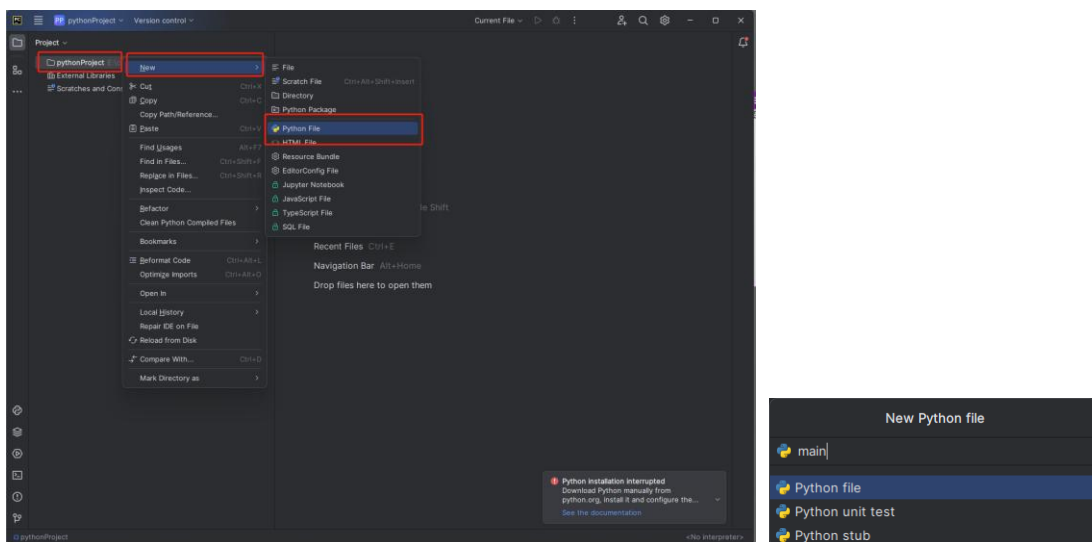 PP pythonProject Version control
Current File
Project
pythonProject
External Libraries
Scratches and Con
New
Cut Ctrl+X
Copy Ctrl+C
Copy Path/Reference...
Paste Ctrl+V
Find Usages Alt+F7
Find in Files... Ctrl+Shift+F
Replace in Files... Ctrl+Shift+R
Inspect Code...
Refactor
Clean Python Compiled Files
Bookmarks
Reformat Code Ctrl+Alt+L
Optimize Imports Ctrl+Alt+O
Open In
Local History
Repair IDE on File
Reload from Disk
Compare With... Ctrl+D
Mark Directory as
File
Scratch File Ctrl+Alt+Shift+Insert
Directory
Python Package
Python File
HTML File
Resource Bundle
EditorConfig File
Jupyter Notebook
JavaScript File
TypeScript File
SQL File
Shift
Recent Files Ctrl+E
Navigation Bar Alt+Home
Drop files here to open them
Python installation interrupted
Download Python manually from
python.org, install it and configure the...
See the documentation
pythonProject
<No interpreter>
New Python file
main
Python file
Python unit test
Python stub